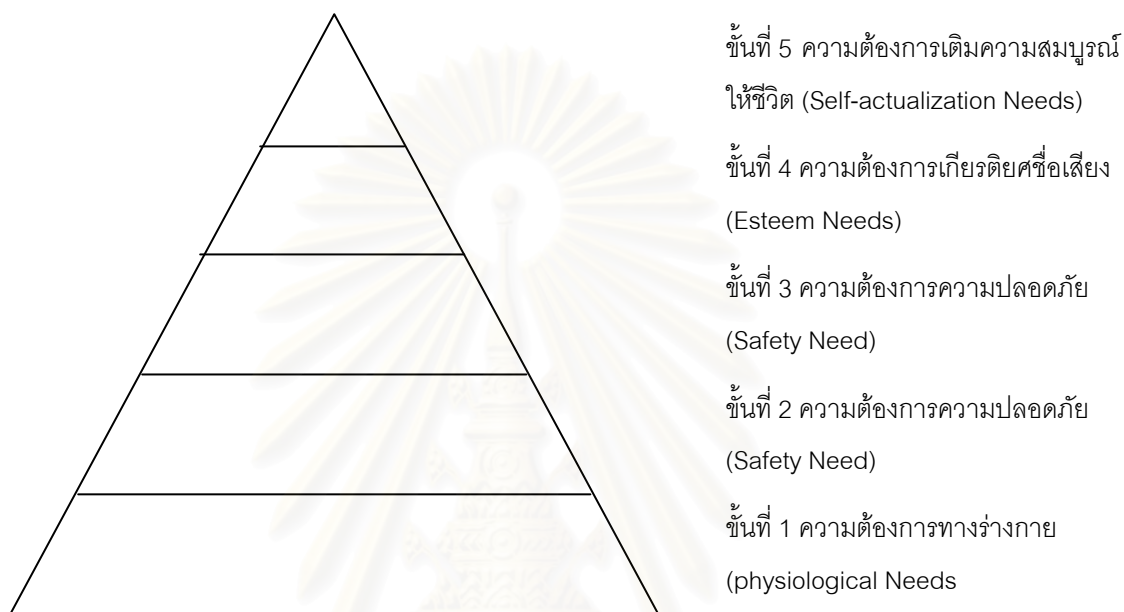 ขั้นที่ 5 ความต้องการเติมความสมบูรณ์
ให้ชีวิต (Self-actualization Needs)
ขั้นที่ 4 ความต้องการเกียรติยศชื่อเสียง
(Esteem Needs)
ขั้นที่ 3 ความต้องการความปลอดภัย
(Safety Need)
ขั้นที่ 2 ความต้องการความปลอดภัย
(Safety Need)
ขั้นที่ 1 ความต้องการทางร่างกาย
(physiological Needs